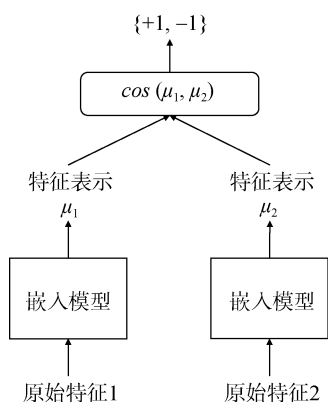 {+1, –1}
cos (μ₁, μ₂)
特征表示 特征表示
μ₁ μ₂
嵌入模型 嵌入模型
原始特征1 原始特征2